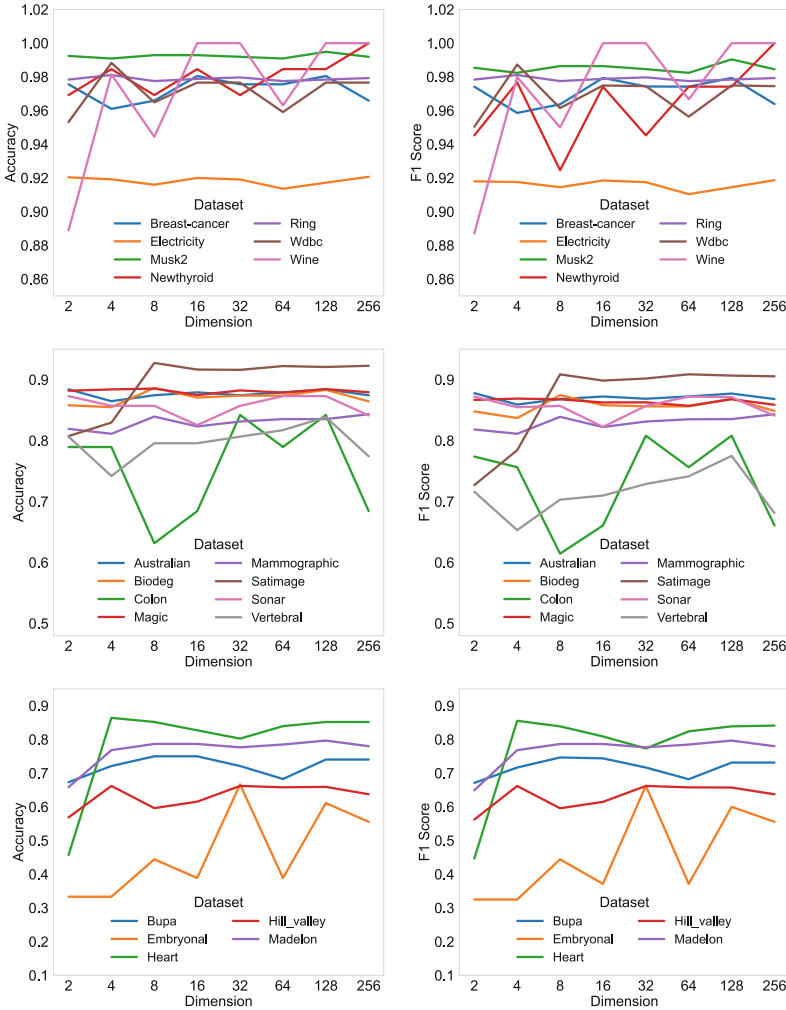 1.02
1.00
0.98
0.96
0.94
0.92
0.90
0.88
0.86
Accuracy
Dataset
Breast-cancer
Electricity
Musk2
Newthyroid
Ring
Wdbc
Wine
2 4 8 16 32 64 128 256
Dimension
1.02
1.00
0.98
0.96
0.94
0.92
0.90
0.88
0.86
F1 Score
Dataset
Breast-cancer
Electricity
Musk2
Newthyroid
Ring
Wdbc
Wine
2 4 8 16 32 64 128 256
Dimension
0.9
0.8
0.7
0.6
0.5
Accuracy
Dataset
Australian
Biodeg
Colon
Magic
Mammographic
Satimage
Sonar
Vertebral
2 4 8 16 32 64 128 256
Dimension
0.9
0.8
0.7
0.6
0.5
F1 Score
Dataset
Australian
Biodeg
Colon
Magic
Mammographic
Satimage
Sonar
Vertebral
2 4 8 16 32 64 128 256
Dimension
0.9
0.8
0.7
0.6
0.5
0.4
0.3
0.2
0.1
Accuracy
Dataset
Bupa
Embryonal
Heart
Hill_valley
Madelon
2 4 8 16 32 64 128 256
Dimension
0.9
0.8
0.7
0.6
0.5
0.4
0.3
0.2
0.1
F1 Score
Dataset
Bupa
Embryonal
Heart
Hill_valley
Madelon
2 4 8 16 32 64 128 256
Dimension